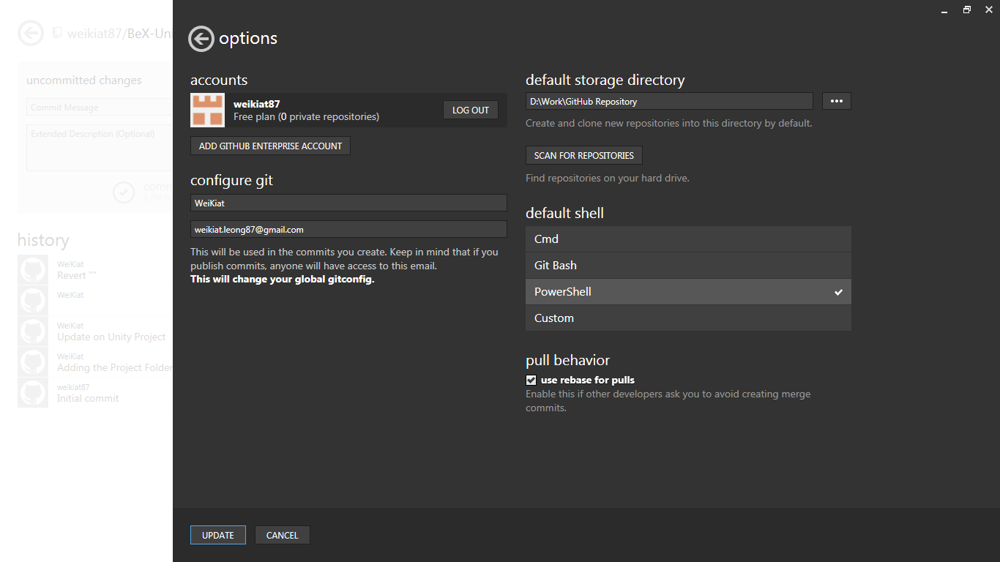 weikiat87/BeX-Uni
uncommitted changes
Commit Message
Extended Description (Optional)
history
WeiKiat
Revert ""
WeiKiat
WeiKiat
Update on Unity Project
WeiKiat
Adding the Project Folder
weikiat87
Initial commit
options
accounts
weikiat87
Free plan (0 private repositories)
LOG OUT
ADD GITHUB ENTERPRISE ACCOUNT
configure git
WeiKiat
weikiat.leong87@gmail.com
This will be used in the commits you create. Keep in mind that if you
publish commits, anyone will have access to this email.
This will change your global gitconfig.
default storage directory
D:\Work\GitHub Repository
Create and clone new repositories into this directory by default.
SCAN FOR REPOSITORIES
Find repositories on your hard drive.
default shell
Cmd
Git Bash
PowerShell
Custom
pull behavior
use rebase for pulls
Enable this if other developers ask you to avoid creating merge
commits.
UPDATE
CANCEL